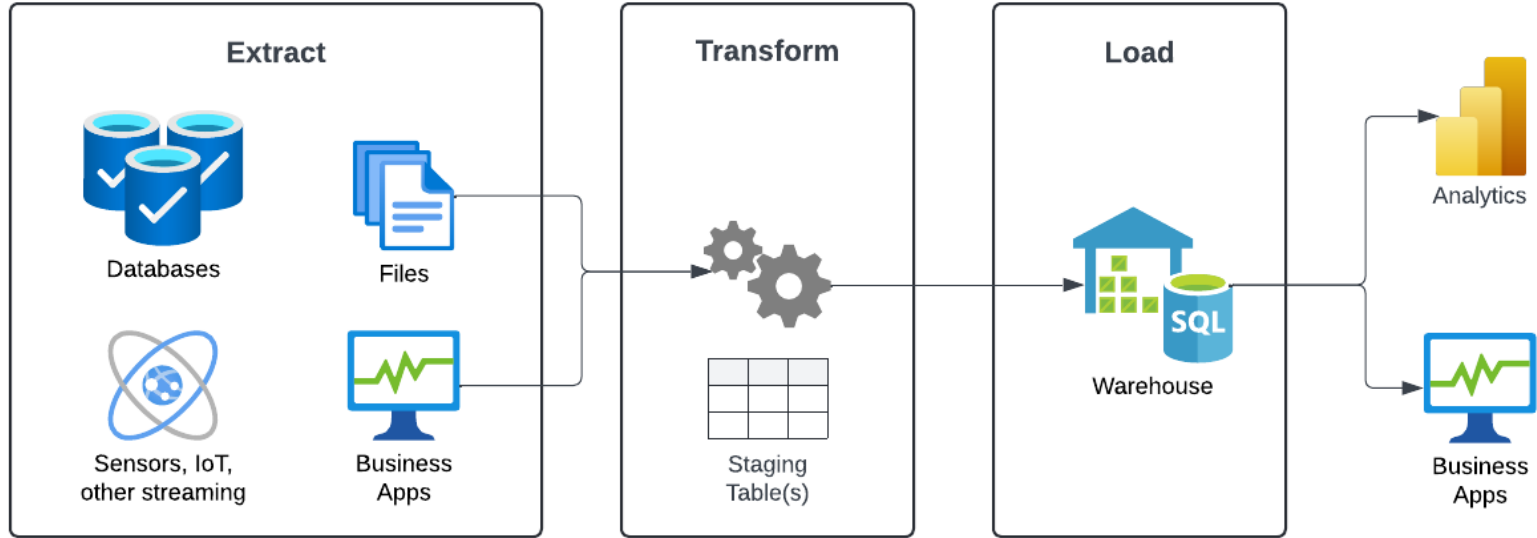 Extract
Transform
Load
Databases
Files
Analytics
SQL
Warehouse
Sensors, IoT,
other streaming
Business
Apps
Staging
Table(s)
Business
Apps